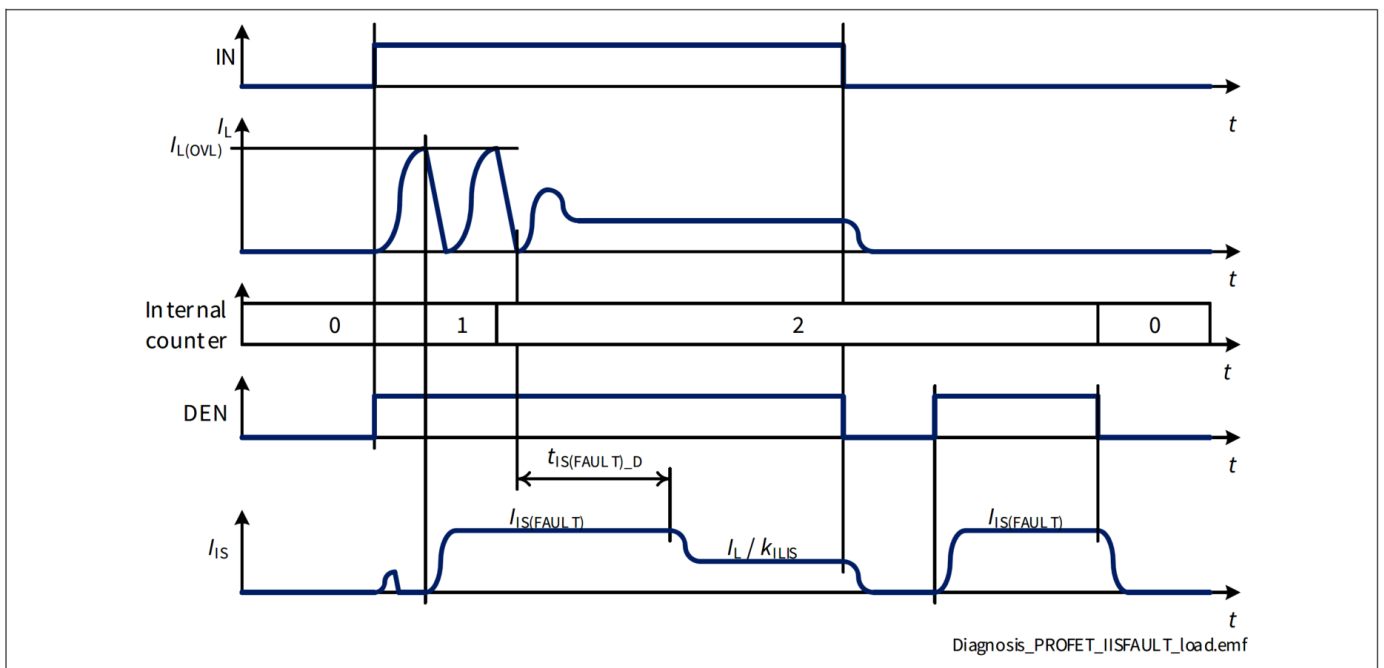 IN
t
IL
IL(OVL)
t
Internal
counter
0
1
2
0
t
DEN
t
tIS(FAULT)_D
IIS
IIS(FAULT)
IL / kILIS
IIS(FAULT)
t
Diagnosis_PROFET_IISFAULT_load.emf